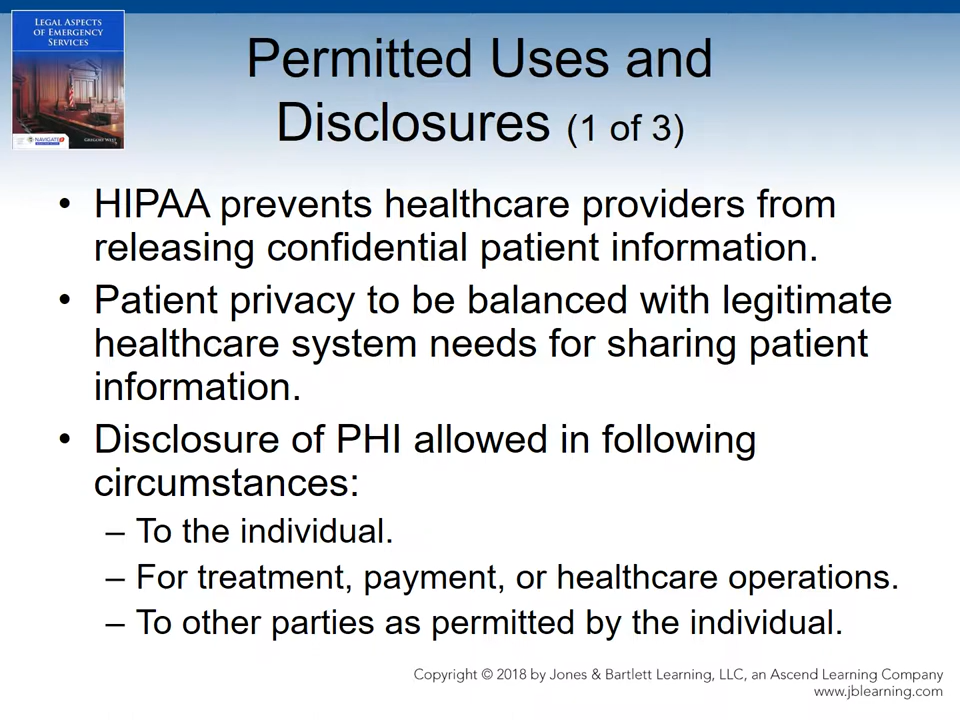 LEGAL ASPECTS
OF EMERGENCY
SERVICES
NAVIGATE
Permitted Uses and
Disclosures (1 of 3)
• HIPAA prevents healthcare providers from
releasing confidential patient information.
• Patient privacy to be balanced with legitimate
healthcare system needs for sharing patient
information.
• Disclosure of PHI allowed in following
circumstances:
– To the individual.
– For treatment, payment, or healthcare operations.
– To other parties as permitted by the individual.
Copyright © 2018 by Jones & Bartlett Learning, LLC, an Ascend Learning Company
www.jblearning.com